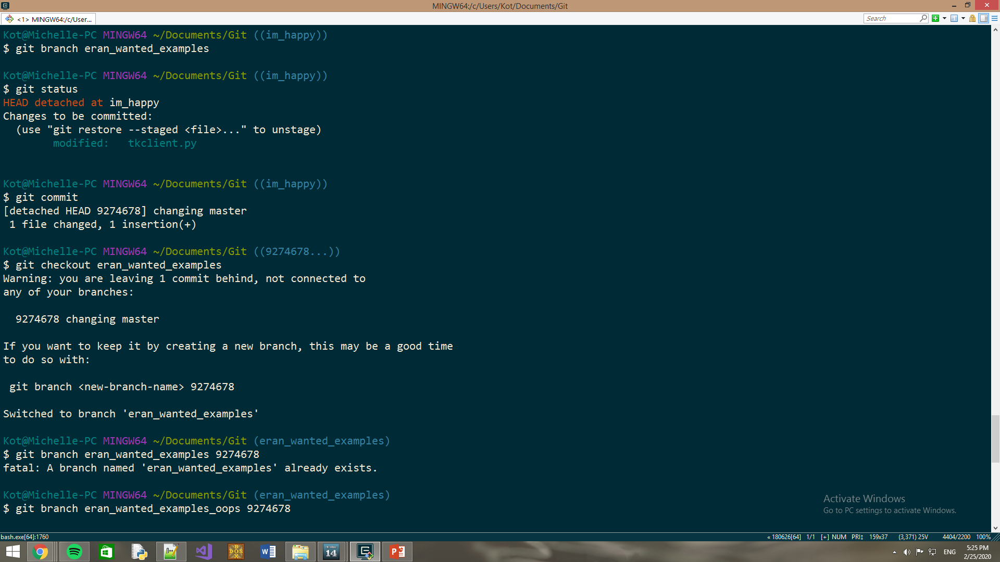 MINGW64:/c/Users/Kot/Documents/Git
<1> MINGW64:/c/User...
Search
Kot@Michelle-PC MINGW64 ~/Documents/Git ((im_happy))
$ git branch eran_wanted_examples
Kot@Michelle-PC MINGW64 ~/Documents/Git ((im_happy))
$ git status
HEAD detached at im_happy
Changes to be committed:
  (use "git restore --staged <file>..." to unstage)
        modified:   tkclient.py
Kot@Michelle-PC MINGW64 ~/Documents/Git ((im_happy))
$ git commit
[detached HEAD 9274678] changing master
 1 file changed, 1 insertion(+)
Kot@Michelle-PC MINGW64 ~/Documents/Git ((9274678...))
$ git checkout eran_wanted_examples
Warning: you are leaving 1 commit behind, not connected to
any of your branches:
  9274678 changing master
If you want to keep it by creating a new branch, this may be a good time
to do so with:
 git branch <new-branch-name> 9274678
Switched to branch 'eran_wanted_examples'
Kot@Michelle-PC MINGW64 ~/Documents/Git (eran_wanted_examples)
$ git branch eran_wanted_examples 9274678
fatal: A branch named 'eran_wanted_examples' already exists.
Kot@Michelle-PC MINGW64 ~/Documents/Git (eran_wanted_examples)
$ git branch eran_wanted_examples_oops 9274678
Activate Windows
Go to PC settings to activate Windows.
bash.exe[64]:1760
« 180626[64] 1/1 [+] NUM PRI↕ 159x37 (3,371) 25V 4404/2200 100%
BOX
DOS
14
ENG
5:25 PM
2/25/2020